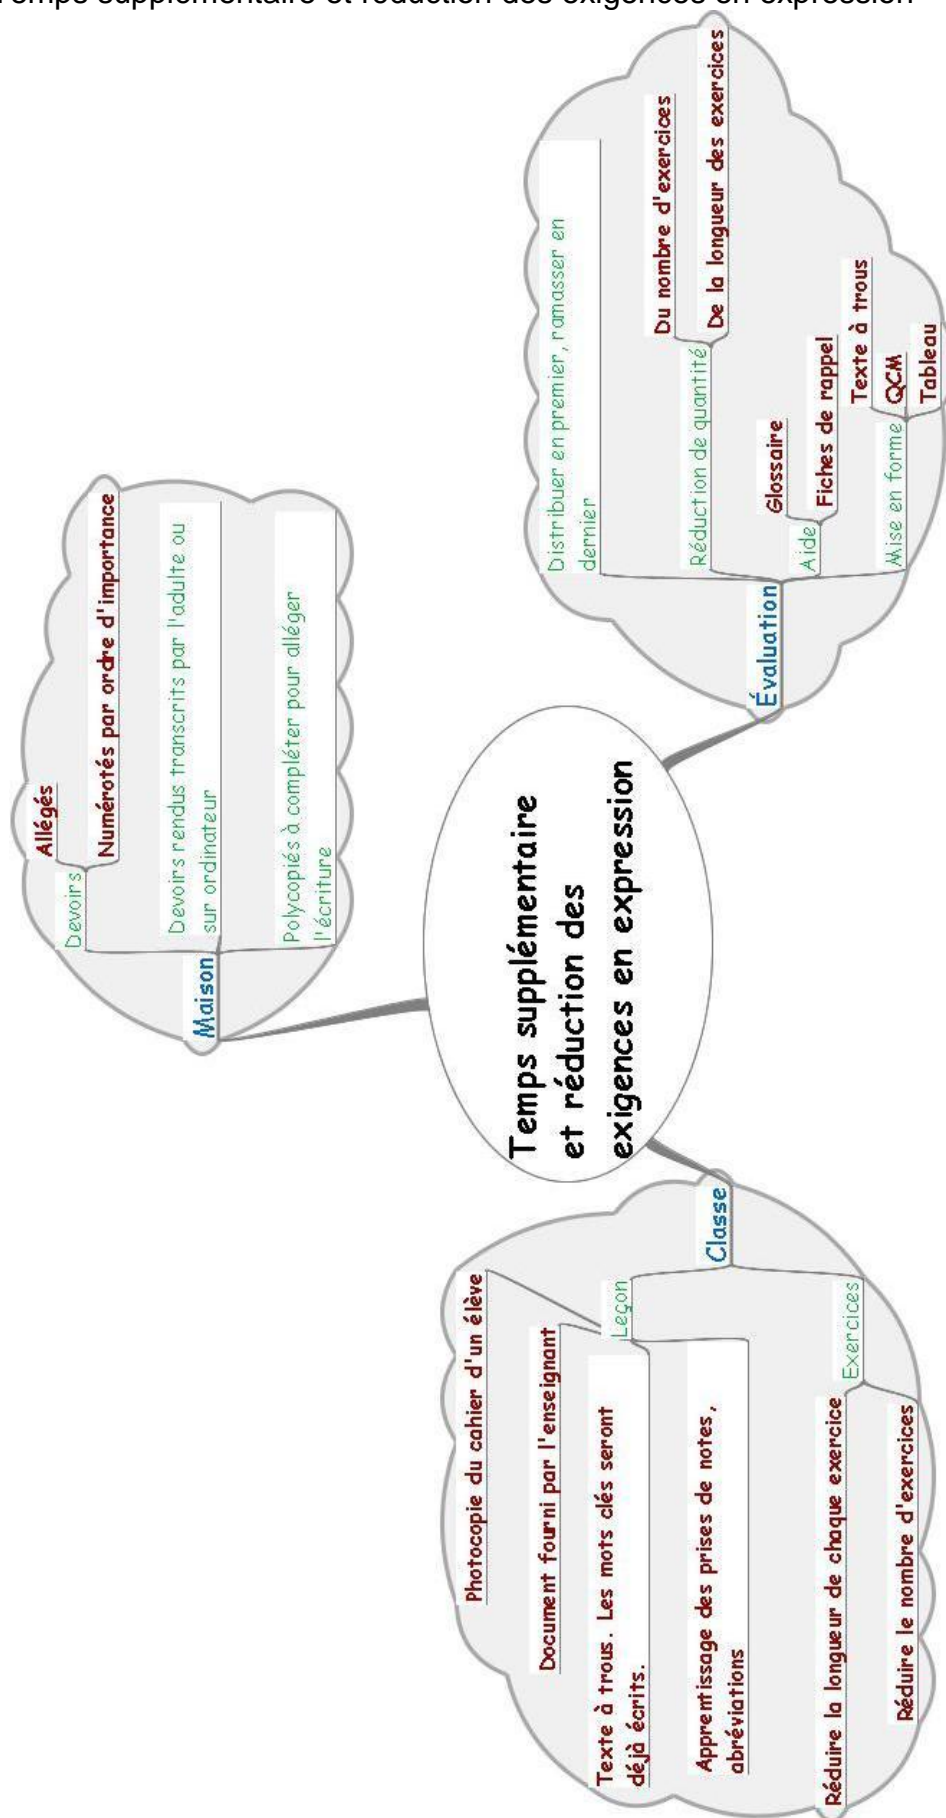 Temps supplémentaire et réduction des exigences en expression
Temps supplémentaire
et réduction des
exigences en expression
Maison
Devoirs
Allégés
Numérotés par ordre d'importance
Devoirs rendus transcrits par l'adulte ou
sur ordinateur
Polycopiés à compléter pour alléger
l'écriture
Évaluation
Distribuer en premier, ramasser en
dernier
Réduction de quantité
Du nombre d'exercices
De la longueur des exercices
Aide
Glossaire
Fiches de rappel
Mise en forme
Texte à trous
QCM
Tableau
Classe
Leçon
Photocopie du cahier d'un élève
Document fourni par l'enseignant
Texte à trous. Les mots clés seront
déjà écrits.
Apprentissage des prises de notes,
abréviations
Exercices
Réduire la longueur de chaque exercice
Réduire le nombre d'exercices